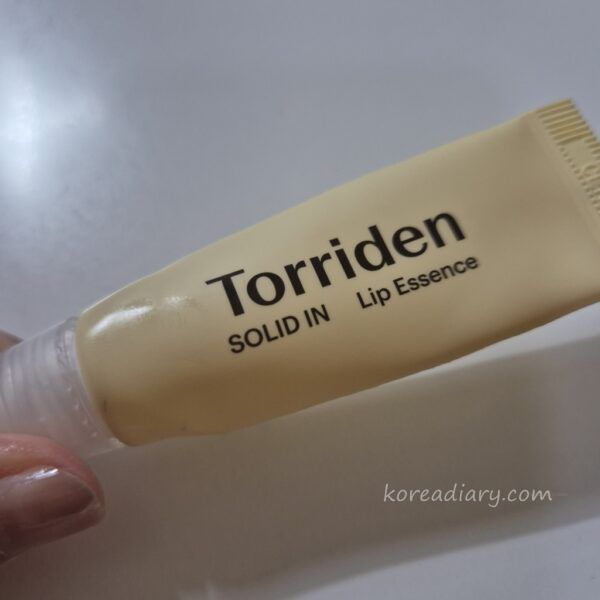 Torriden
SOLID IN Lip Essence
koreadiary.com